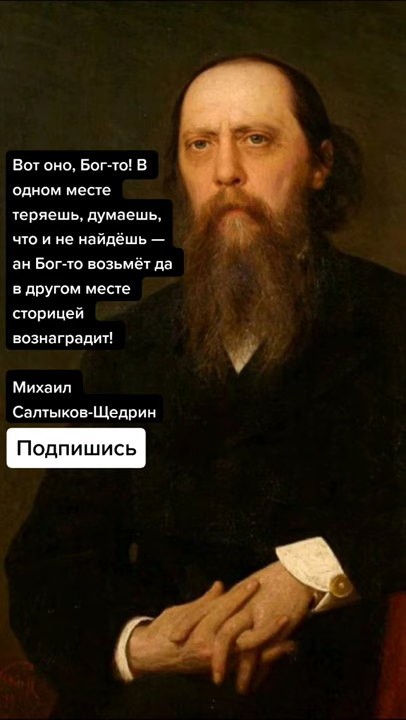 Вот оно, Бог-то! В
одном месте
теряешь, думаешь,
что и не найдёшь —
ан Бог-то возьмёт да
в другом месте
сторицей
вознаградит!
Михаил
Салтыков-Щедрин
Подпишись